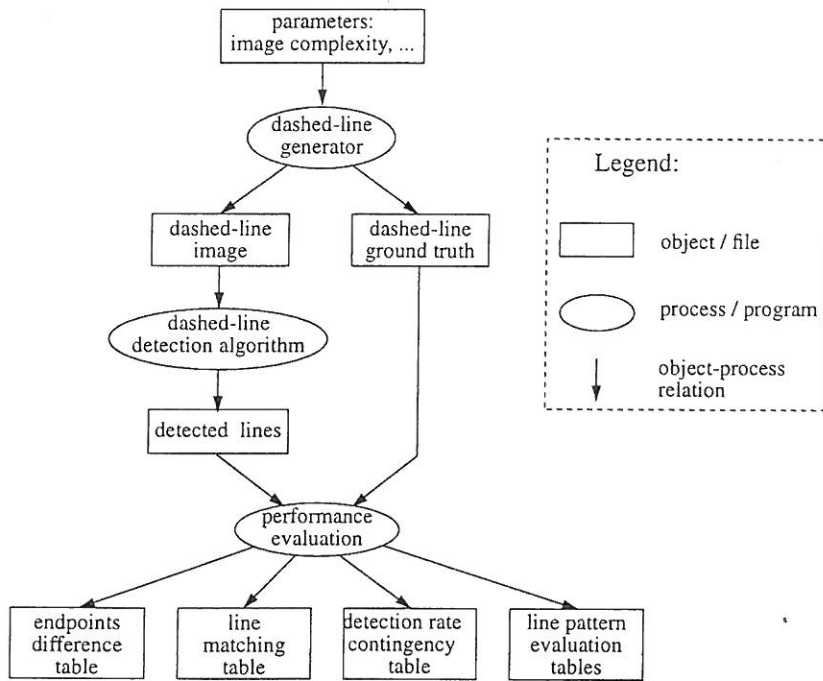 parameters:
image complexity, ...
dashed-line
generator
dashed-line
image
dashed-line
ground truth
dashed-line
detection algorithm
detected lines
performance
evaluation
endpoints
difference
table
line
matching
table
detection rate
contingency
table
line pattern
evaluation
tables
Legend:
object / file
process / program
object-process
relation